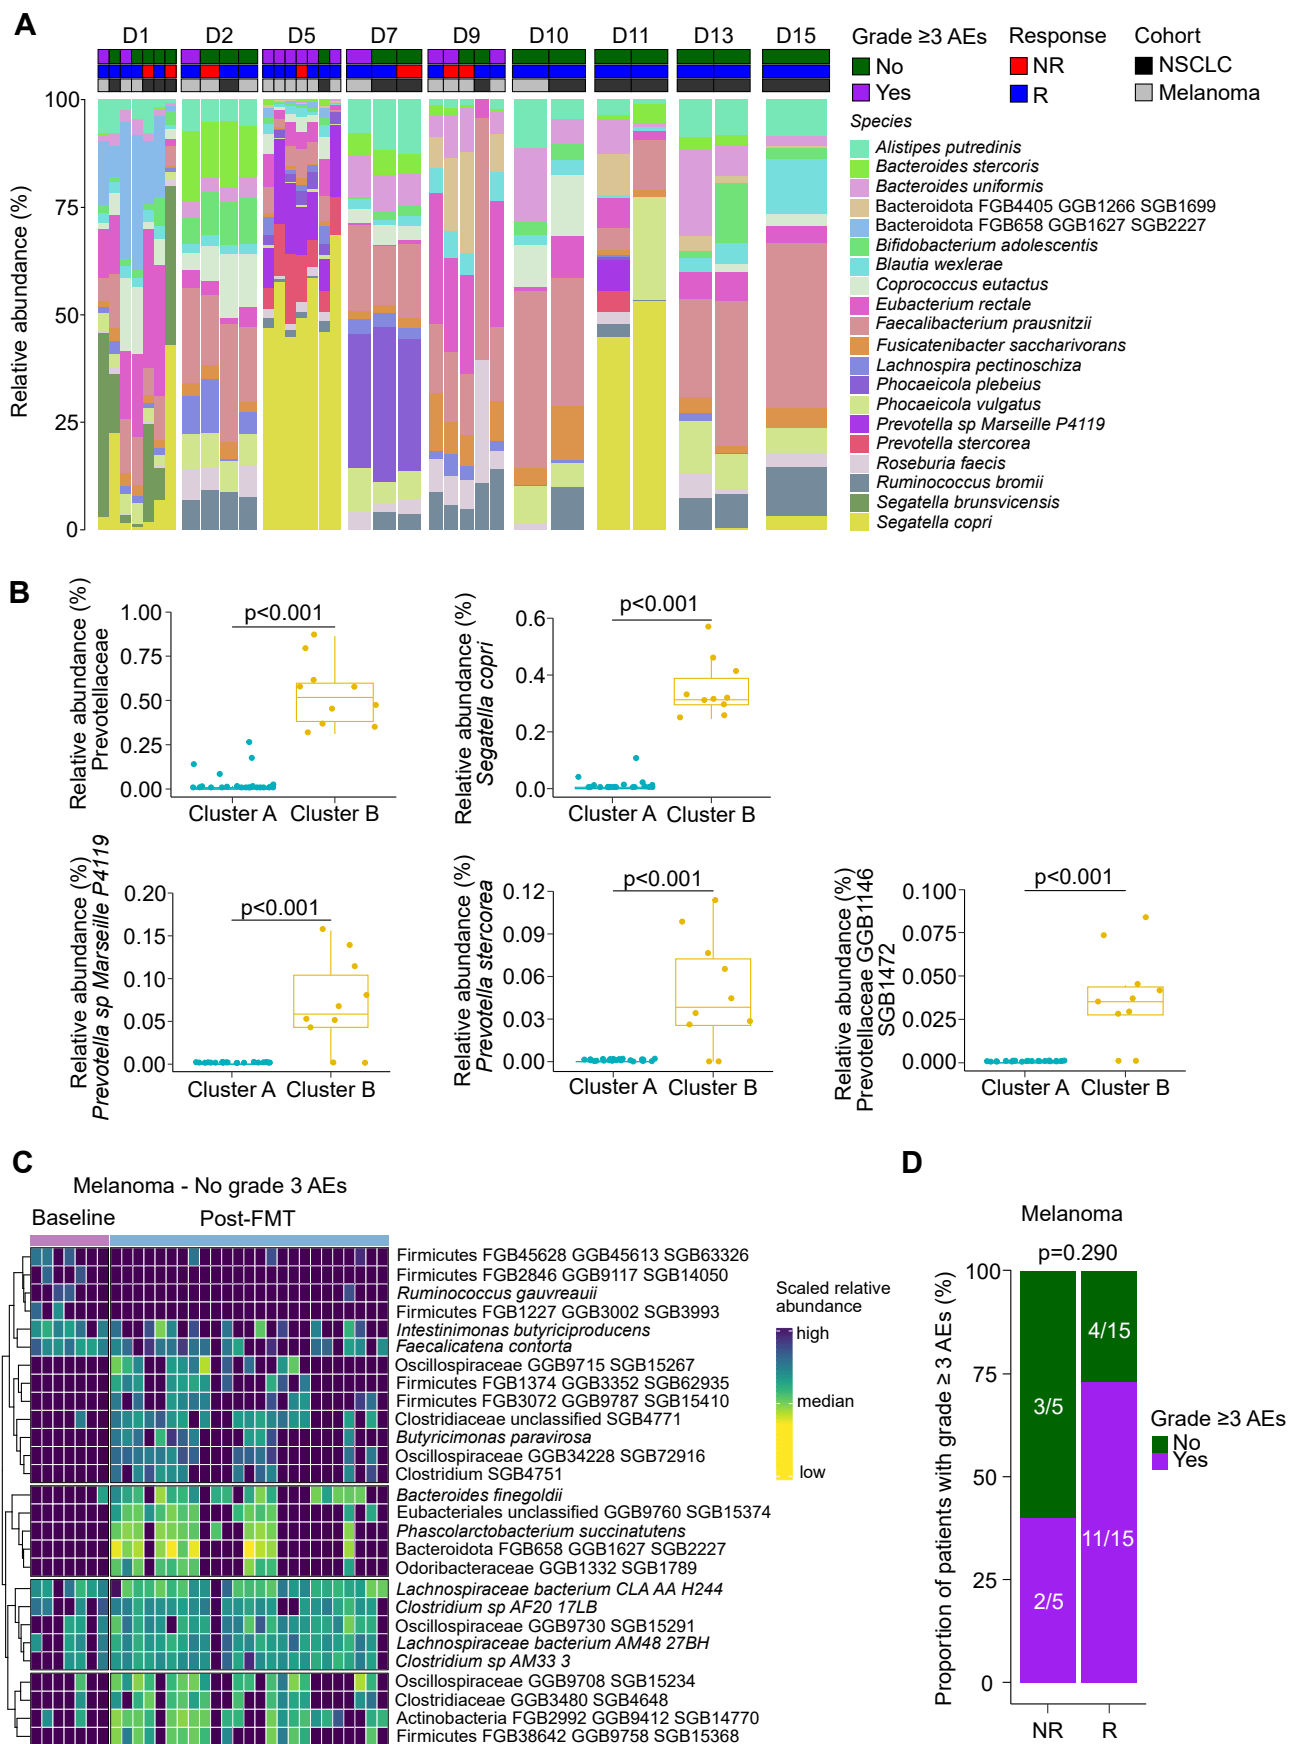 A
D1 D2 D5 D7 D9 D10 D11 D13 D15
Grade ≥3 AEs
No
Yes
Response
NR
R
Cohort
NSCLC
Melanoma
Relative abundance (%)
100
75
50
25
0
Species
Alistipes putredinis
Bacteroides stercoris
Bacteroides uniformis
Bacteroidota FGB4405 GGB1266 SGB1699
Bacteroidota FGB658 GGB1627 SGB2227
Bifidobacterium adolescentis
Blautia wexlerae
Coprococcus eutactus
Eubacterium rectale
Faecalibacterium prausnitzii
Fusicatenibacter saccharivorans
Lachnospira pectinoschiza
Phocaeicola plebeius
Phocaeicola vulgatus
Prevotella sp Marseille P4119
Prevotella stercorea
Roseburia faecis
Ruminococcus bromii
Segatella brunsvicensis
Segatella copri
B
Relative abundance (%)
Prevotellaceae
1.00
0.75
0.50
0.25
0.00
p<0.001
Cluster A Cluster B
Relative abundance (%)
Segatella copri
0.6
0.4
0.2
0.0
p<0.001
Cluster A Cluster B
Relative abundance (%)
Prevotella sp Marseille P4119
0.20
0.15
0.10
0.05
0.00
p<0.001
Cluster A Cluster B
Relative abundance (%)
Prevotella stercorea
0.12
0.09
0.06
0.03
0.00
p<0.001
Cluster A Cluster B
Relative abundance (%)
Prevotellaceae GGB1146
SGB1472
0.100
0.075
0.050
0.025
0.000
p<0.001
Cluster A Cluster B
C
Melanoma - No grade 3 AEs
Baseline Post-FMT
Firmicutes FGB45628 GGB45613 SGB63326
Firmicutes FGB2846 GGB9117 SGB14050
Ruminococcus gauvreauii
Firmicutes FGB1227 GGB3002 SGB3993
Intestinimonas butyriciproducens
Faecalicatena contorta
Oscillospiraceae GGB9715 SGB15267
Firmicutes FGB1374 GGB3352 SGB62935
Firmicutes FGB3072 GGB9787 SGB15410
Clostridiaceae unclassified SGB4771
Butyricimonas paravirosa
Oscillospiraceae GGB34228 SGB72916
Clostridium SGB4751
Bacteroides finegoldii
Eubacteriales unclassified GGB9760 SGB15374
Phascolarctobacterium succinatutens
Bacteroidota FGB658 GGB1627 SGB2227
Odoribacteraceae GGB1332 SGB1789
Lachnospiraceae bacterium CLA AA H244
Clostridium sp AF20 17LB
Oscillospiraceae GGB9730 SGB15291
Lachnospiraceae bacterium AM48 27BH
Clostridium sp AM33 3
Oscillospiraceae GGB9708 SGB15234
Clostridiaceae GGB3480 SGB4648
Actinobacteria FGB2992 GGB9412 SGB14770
Firmicutes FGB38642 GGB9758 SGB15368
Scaled relative
abundance
high
median
low
D
Melanoma
p=0.290
Proportion of patients with grade ≥ 3 AEs (%)
100
75
50
25
0
3/5
2/5
4/15
11/15
NR R
Grade ≥3 AEs
No
Yes